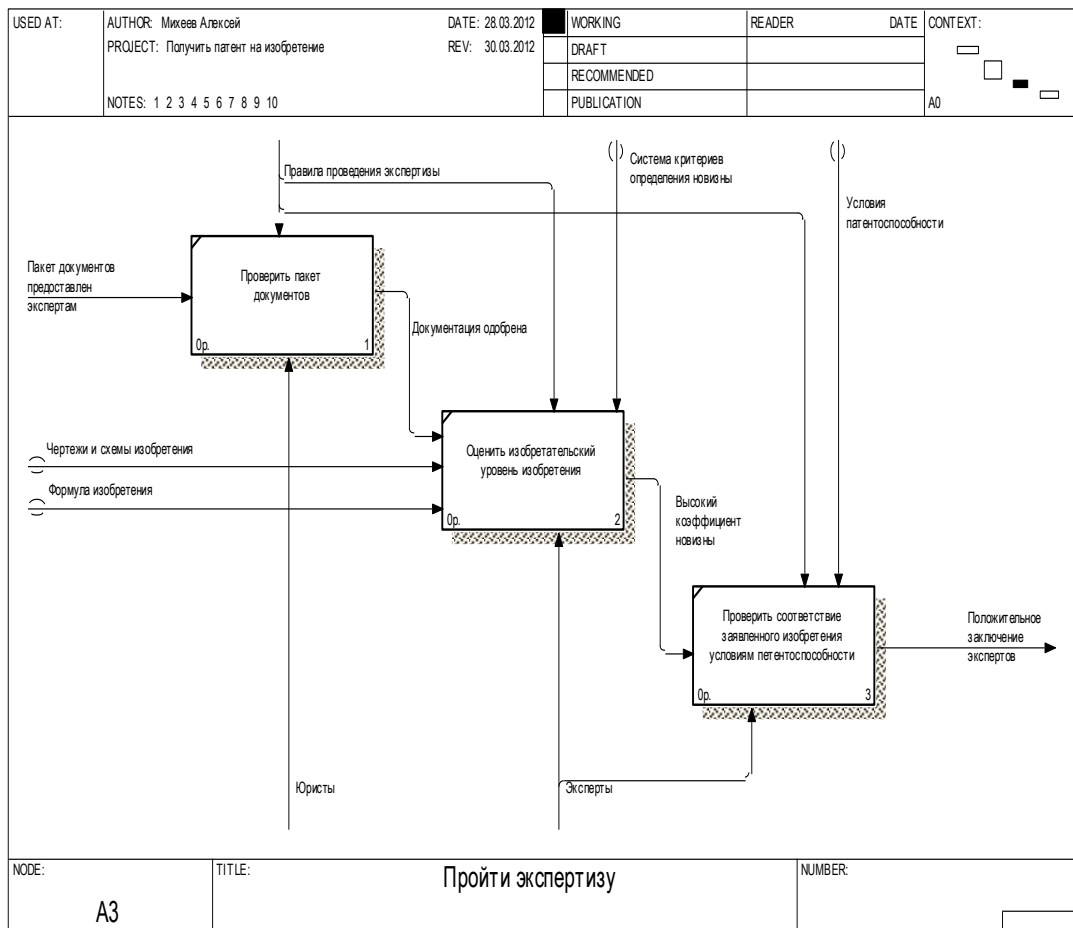 USED AT:
AUTHOR: Михеев Алексей
DATE: 28.03.2012
WORKING
READER
DATE
CONTEXT:
PROJECT: Получить патент на изобретение
REV: 30.03.2012
DRAFT
RECOMMENDED
NOTES: 1 2 3 4 5 6 7 8 9 10
PUBLICATION
A0
Правила проведения экспертизы
Система критериев
определения новизны
Условия
патентоспособности
Пакет документов
предоставлен
экспертам
Проверить пакет
документов
0р.
1
Документация одобрена
Чертежи и схемы изобретения
Формула изобретения
Оценить изобретательский
уровень изобретения
0р.
2
Высокий
коэффициент
новизны
Проверить соответствие
заявленного изобретения
условиям петентоспособности
0р.
3
Положительное
заключение
экспертов
Юристы
Эксперты
NODE:
A3
TITLE:
Пройти экспертизу
NUMBER: